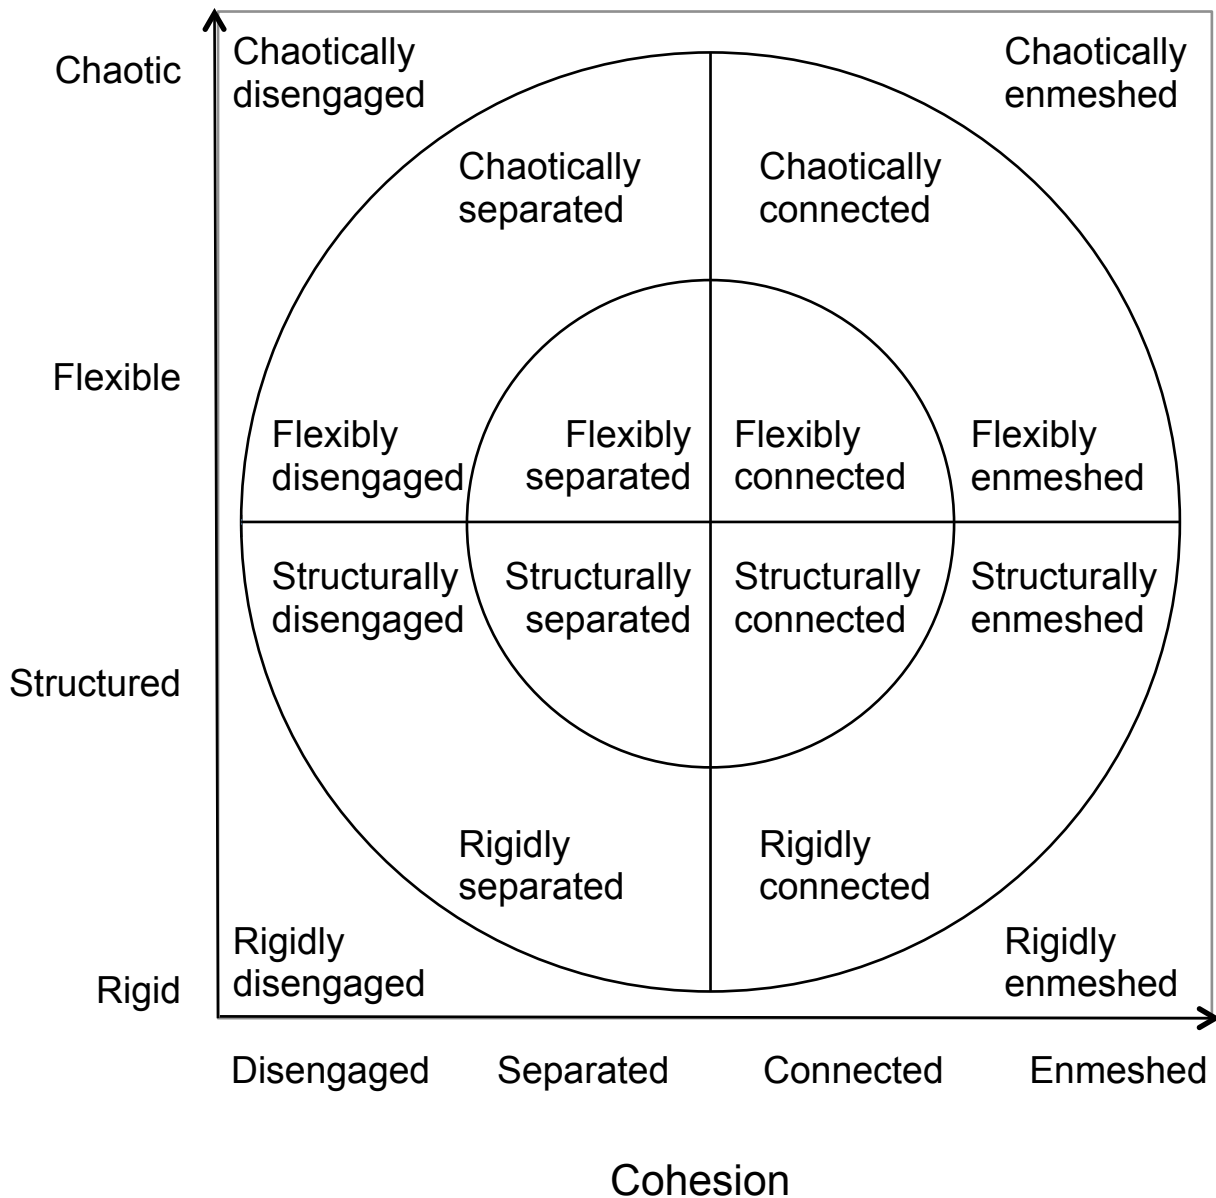 Chaotic
Chaotically
disengaged
Chaotically
enmeshed
Chaotically
separated
Chaotically
connected
Flexible
Flexibly
disengaged
Flexibly
separated
Flexibly
connected
Flexibly
enmeshed
Structurally
disengaged
Structurally
separated
Structurally
connected
Structurally
enmeshed
Structured
Rigidly
separated
Rigidly
connected
Rigidly
disengaged
Rigidly
enmeshed
Rigid
Disengaged
Separated
Connected
Enmeshed
Cohesion